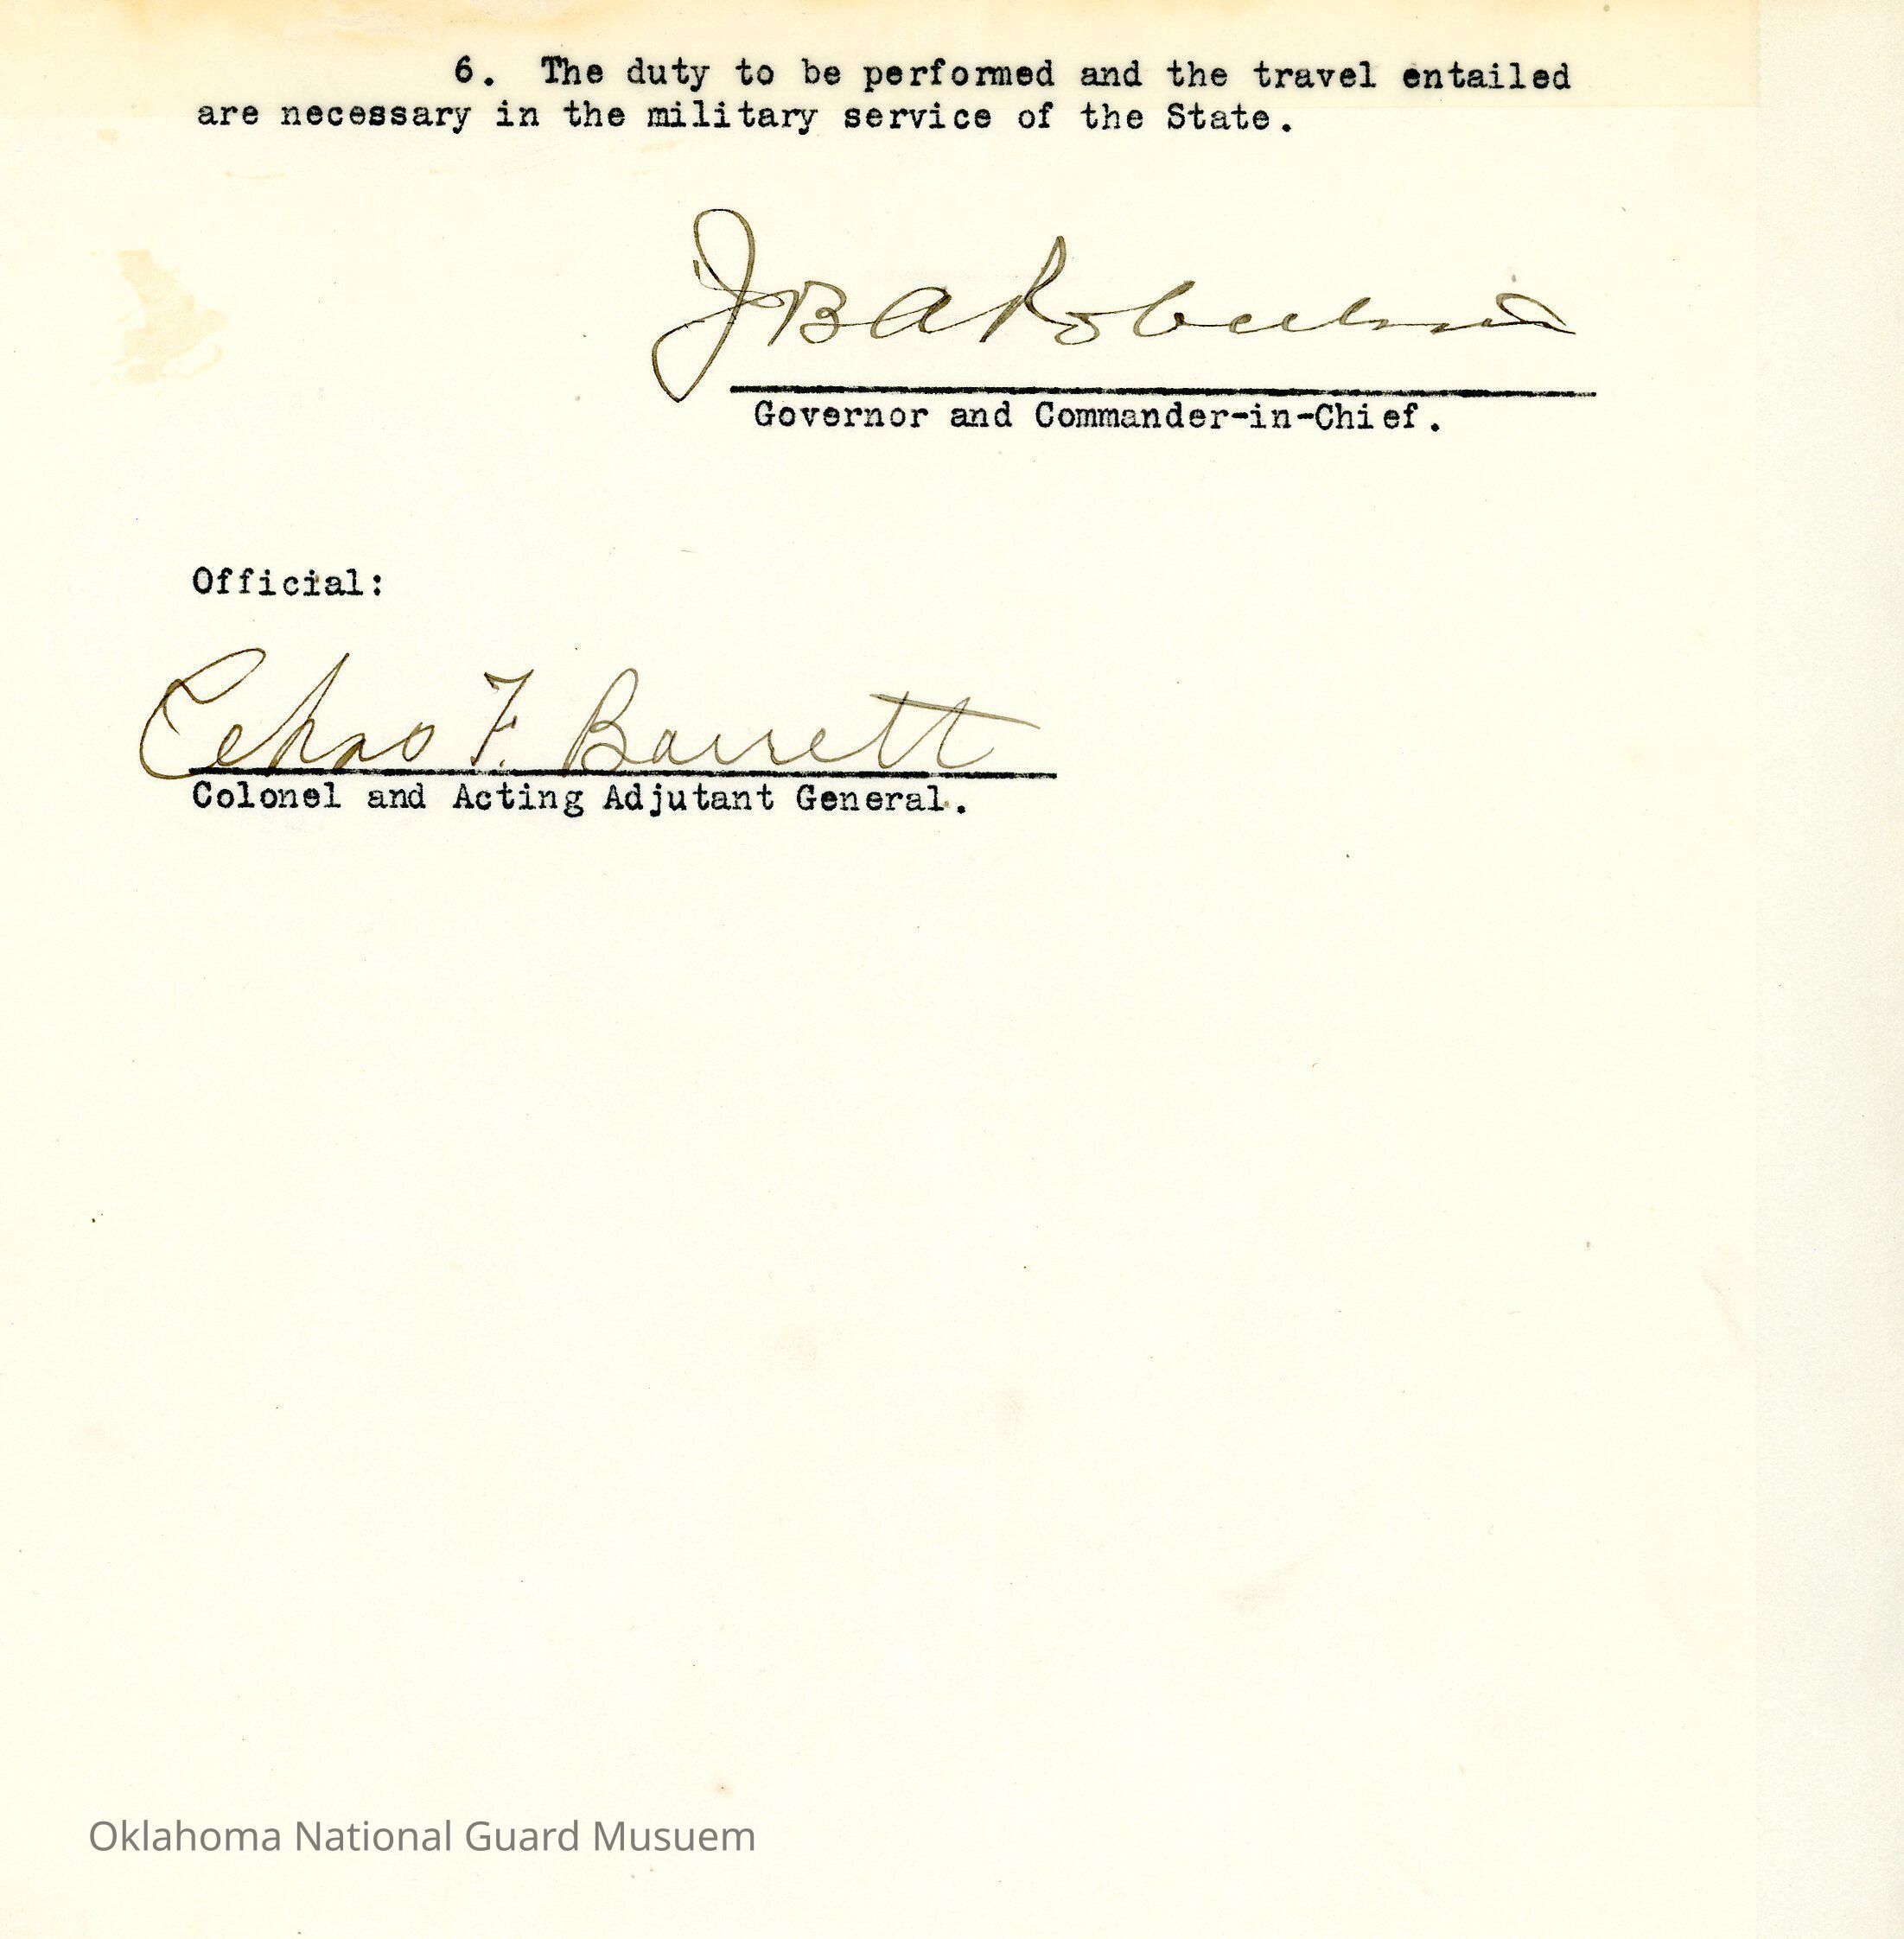 6. The duty to be performed and the travel entailed
are necessary in the military service of the State.
J B A Robertson
Governor and Commander-in-Chief.
Official:
Chas F. Barrett
Colonel and Acting Adjutant General.
Oklahoma National Guard Musuem